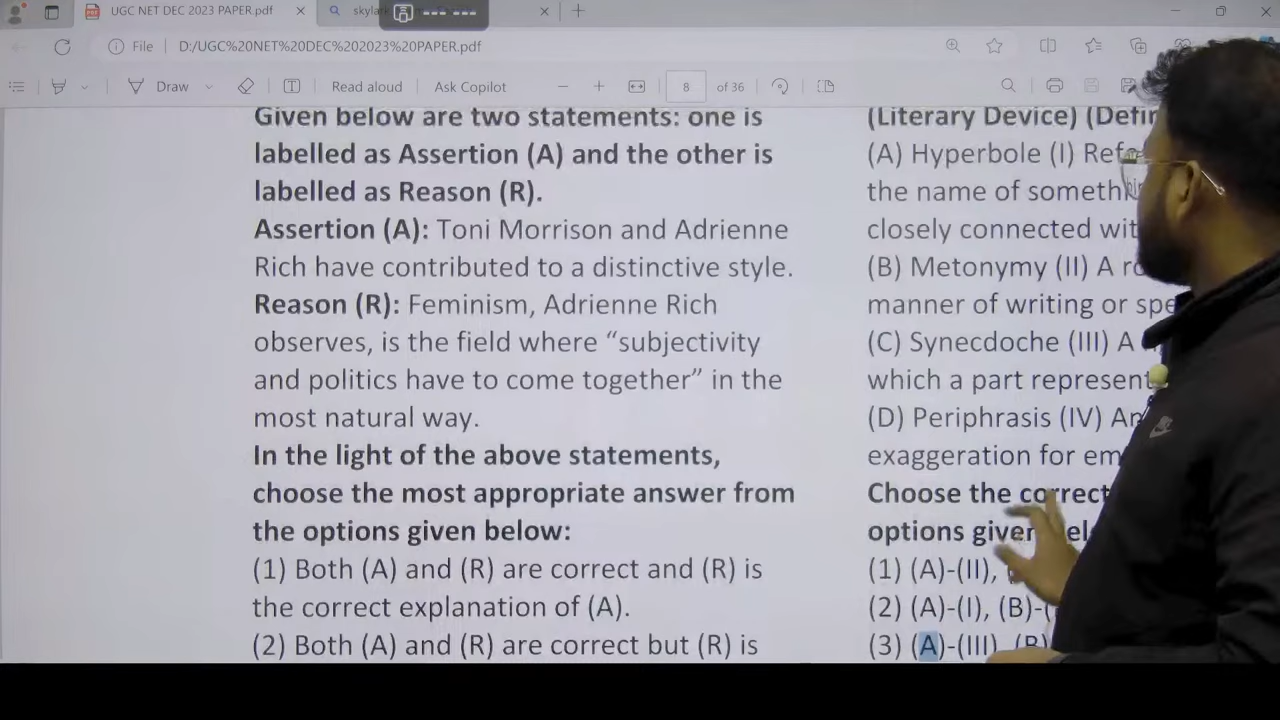 UGC NET DEC 2023 PAPER.pdf
File
D:/UGC%20NET%20DEC%202023%20PAPER.pdf
Draw
Read aloud
Ask Copilot
8
of 36
Given below are two statements: one is
labelled as Assertion (A) and the other is
labelled as Reason (R).
Assertion (A): Toni Morrison and Adrienne
Rich have contributed to a distinctive style.
Reason (R): Feminism, Adrienne Rich
observes, is the field where “subjectivity
and politics have to come together” in the
most natural way.
In the light of the above statements,
choose the most appropriate answer from
the options given below:
(1) Both (A) and (R) are correct and (R) is
the correct explanation of (A).
(2) Both (A) and (R) are correct but (R) is
(Literary Device)
(A) Hyperbole (I)
the name of
closely connected
(B) Metonymy (II) A
manner of writing or
(C) Synecdoche (III) A
which a part
(D) Periphrasis (IV)
exaggeration for
Choose the correct
options given
(1) (A)-(II),
(2) (A)-(I),
(3) (A)-(III),